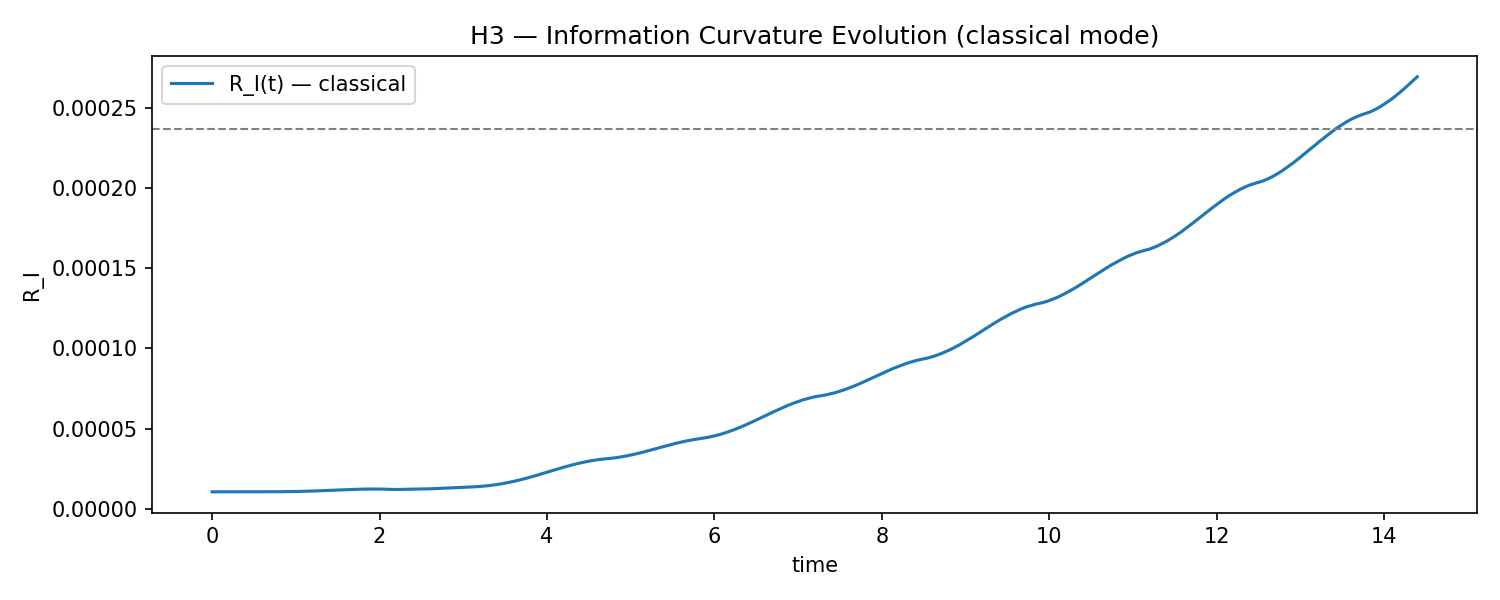 H3 — Information Curvature Evolution (classical mode)
R_I(t) — classical
0.00025
0.00020
0.00015
0.00010
0.00005
0.00000
R_I
0 2 4 6 8 10 12 14
time